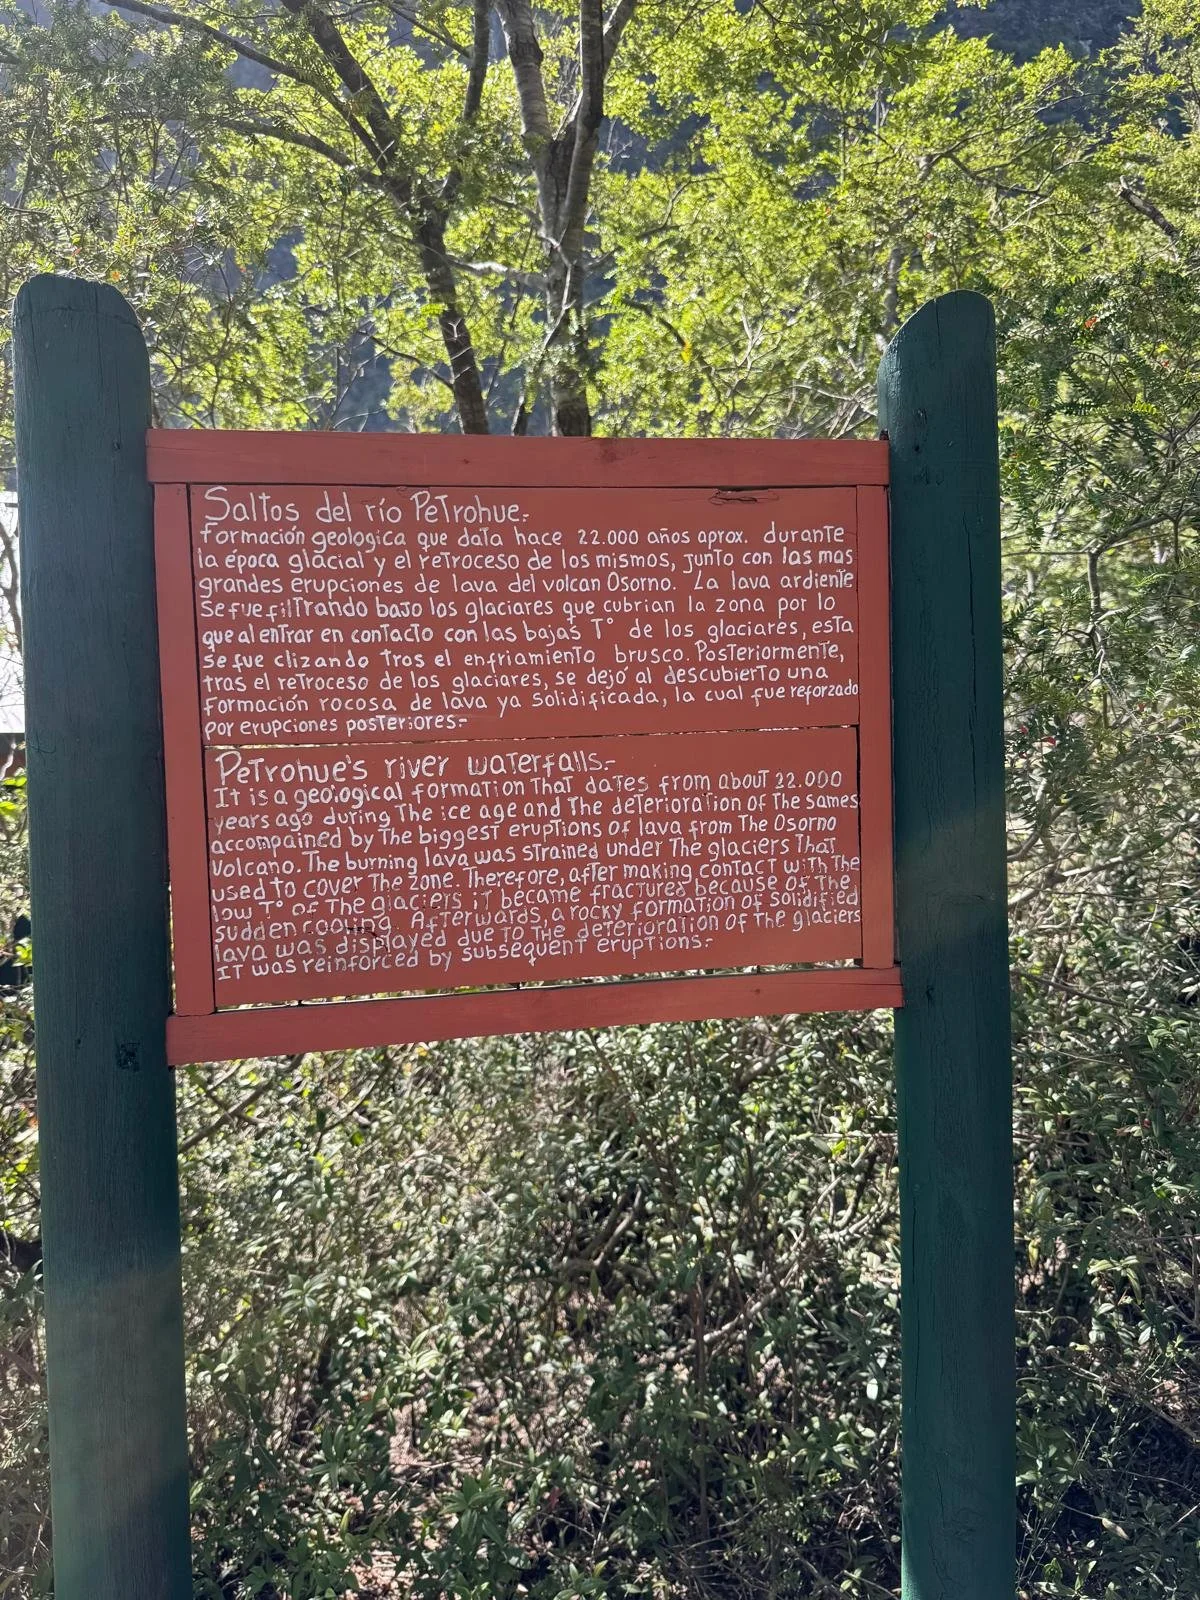 Saltos del río Petrohue.-
Formación geologica que data hace 22.000 años aprox. durante
la época glacial y el retroceso de los mismos, junto con las mas
grandes erupciones de lava del volcan Osorno. La lava ardiente
se fue filtrando bajo los glaciares que cubrian la zona por lo
que al entrar en contacto con las bajas T° de los glaciares, esta
se fue clizando tras el enfriamiento brusco. Posteriormente,
tras el retroceso de los glaciares, se dejó al descubierto una
formación rocosa de lava ya solidificada, la cual fue reforzado
por erupciones posteriores.-
Petrohue's river waterfalls.-
It is a geological formation that dates from about 22.000
years ago during the ice age and the deterioration of the sames
accompained by the biggest eruptions of lava from the Osorno
volcano. The burning lava was strained under the glaciers that
used to cover the zone. Therefore, after making contact with the
low T° of the glaciers it became fractured because of the
sudden cooling. Afterwards, a rocky formation of solidified
lava was displayed due to the deterioration of the glaciers
It was reinforced by subsequent eruptions.-